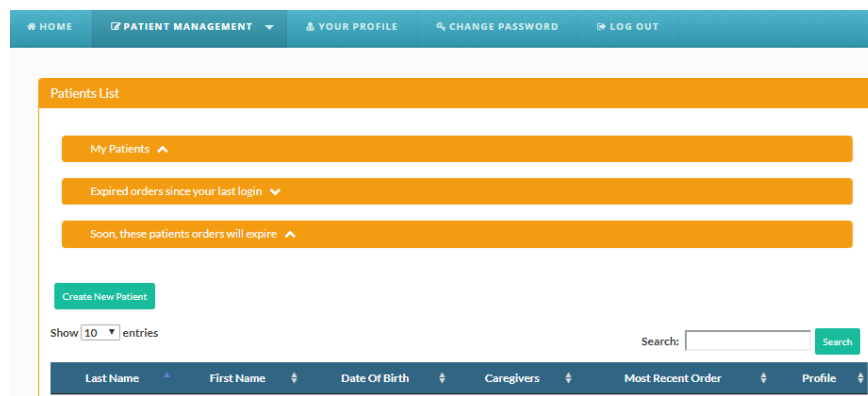 HOME PATIENT MANAGEMENT YOUR PROFILE CHANGE PASSWORD LOG OUT
Patients List
My Patients
Expired orders since your last login
Soon, these patients orders will expire
Create New Patient
Show 10 entries
Search: Search
Last Name First Name Date Of Birth Caregivers Most Recent Order Profile